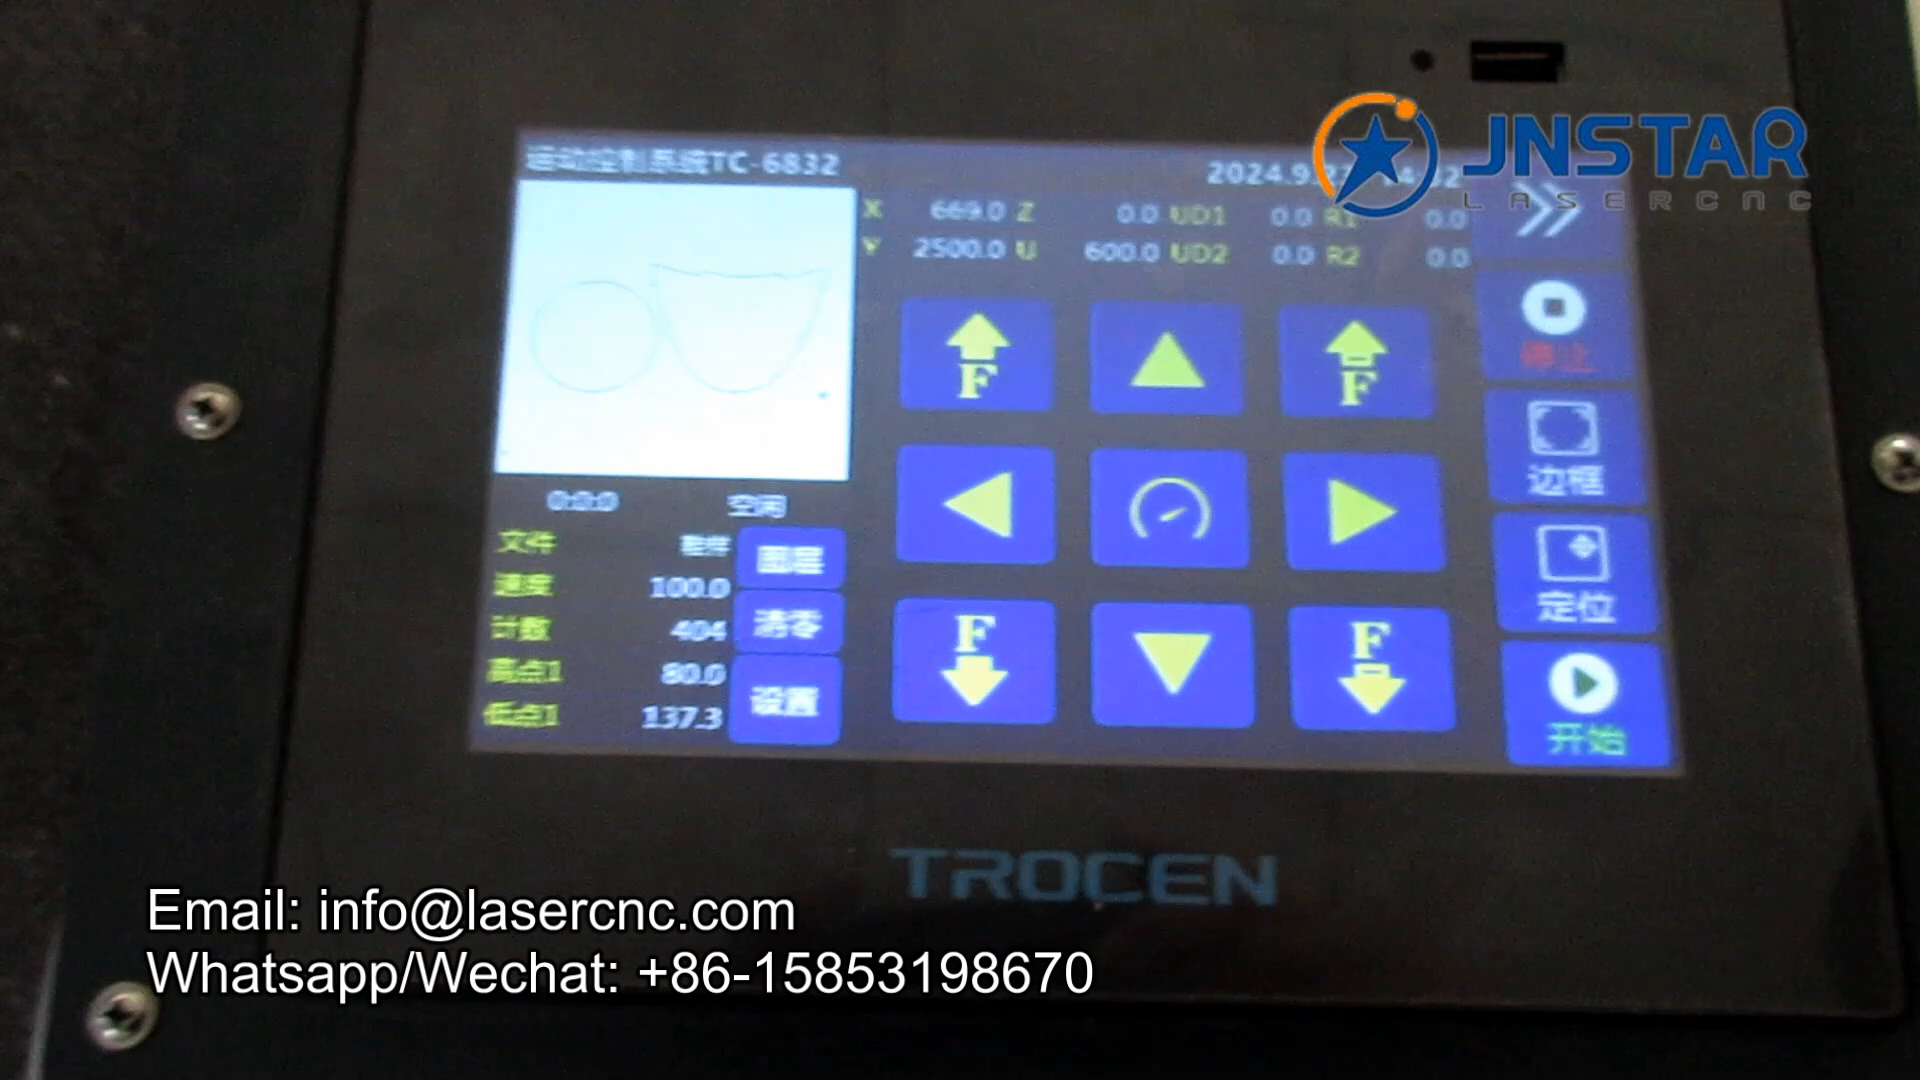 运动控制系统TC-6832
2024.9.2
JNSTAR
LASERCNC
X 669.0 Z 0.0 UD1 0.0 R1 0.0
Y 2500.0 U 600.0 UD2 0.0 R2 0.0
F F
停止
边框
定位
F F
开始
0:0:0 空闲
文件
图层
速度 100.0
清零
计数 404
高点1 80.0
设置
低点1 137.3
TROCEN
Email: info@lasercnc.com
Whatsapp/Wechat: +86-15853198670